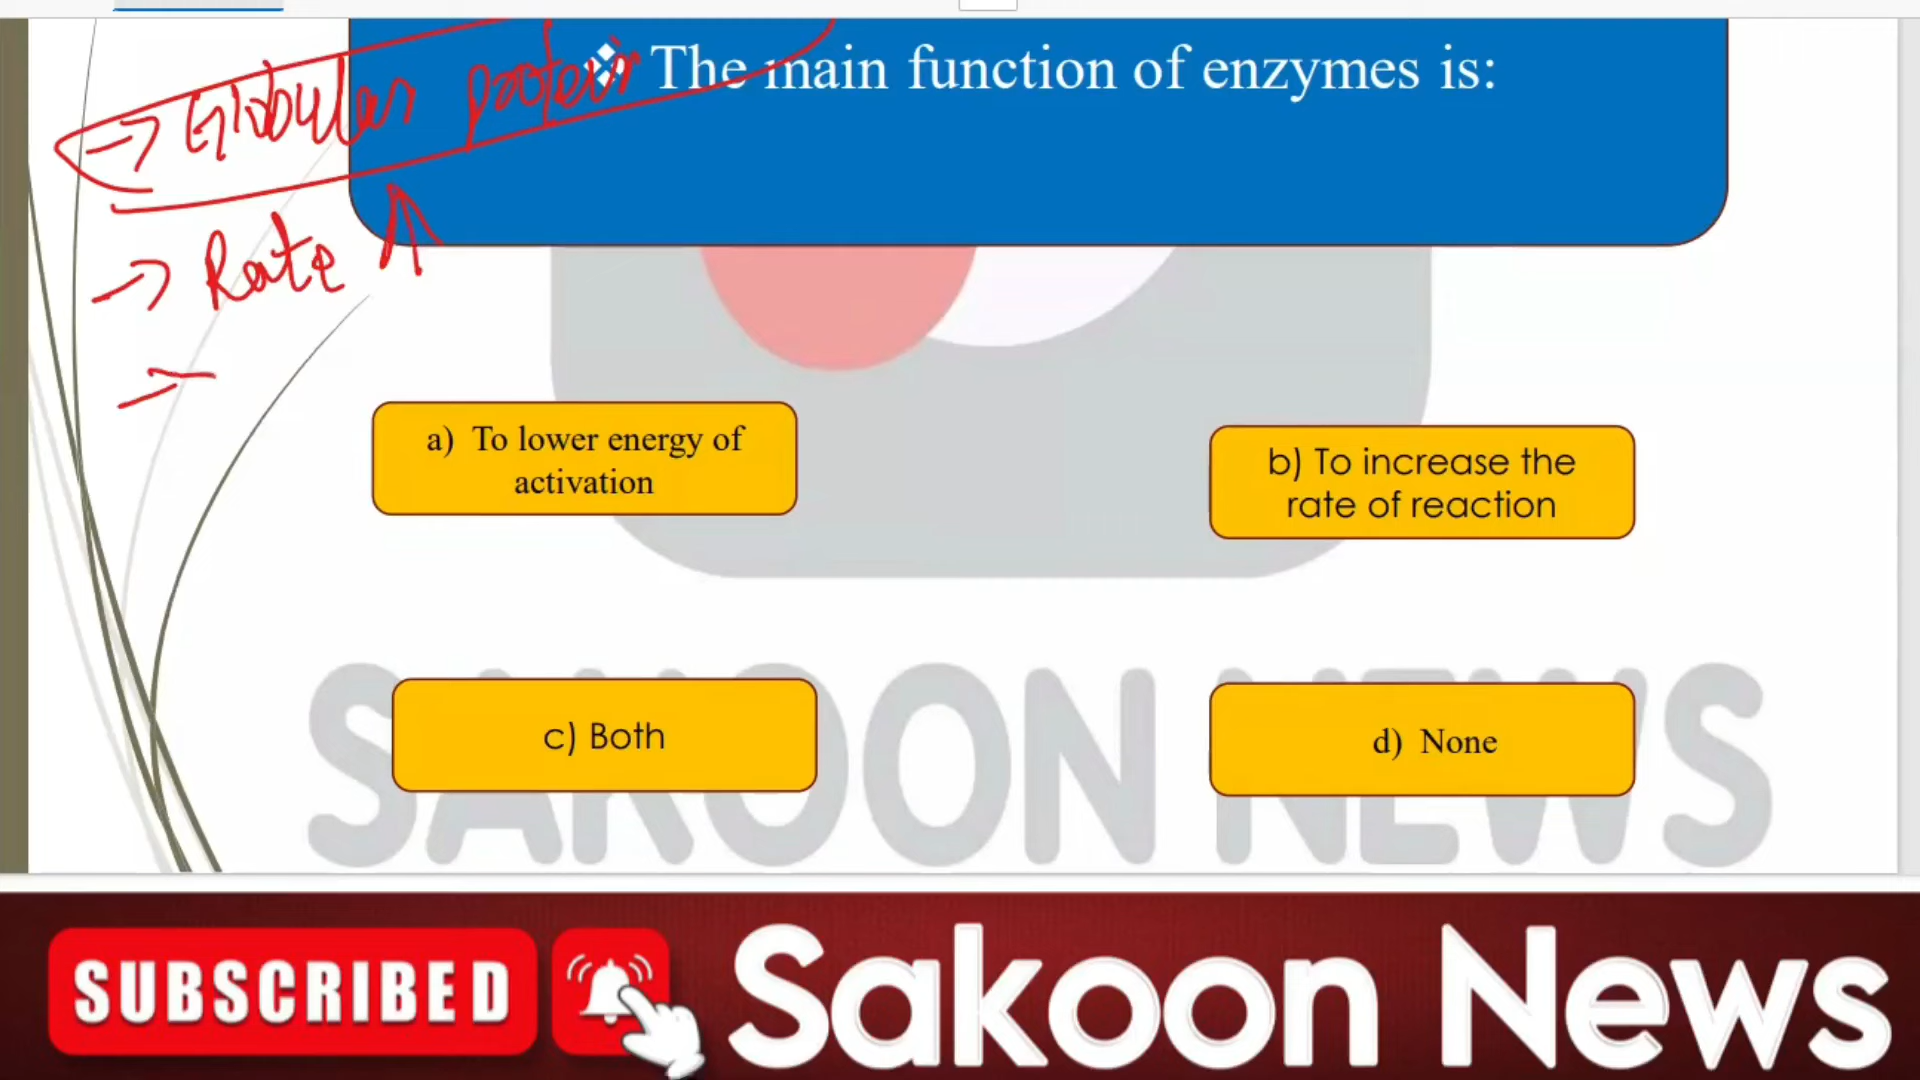 ❖ The main function of enzymes is:
→ Globular protein
→ Rate ↑
a) To lower energy of
activation
b) To increase the
rate of reaction
c) Both
d) None
SAKOON NEWS
SUBSCRIBED
Sakoon News